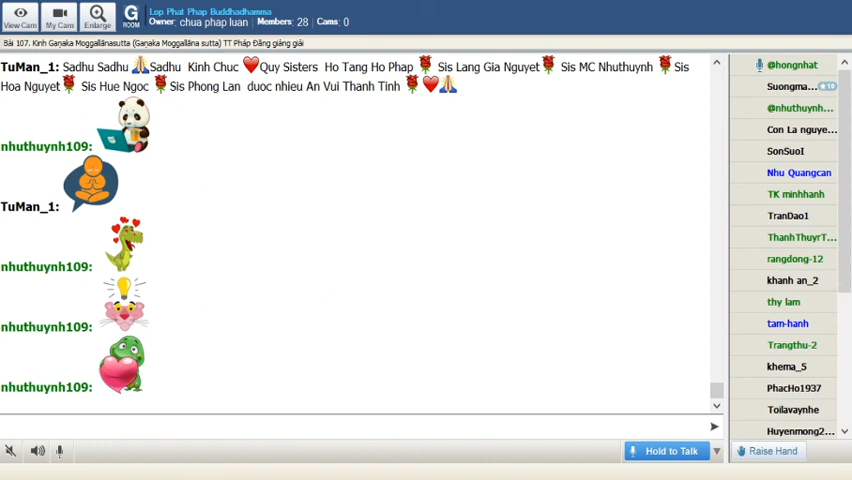 Lop Phat Phap Buddhadhamma
Owner: chua phap luan Members: 28 Cams: 0
View Cam My Cam Enlarge G ROOM
Bài 107. Kinh Gaṇaka Moggallānasutta (Gaṇaka Moggallāna sutta) TT Pháp Đăng giảng giải
TuMan_1: Sadhu Sadhu Sadhu Kinh Chuc Quy Sisters Ho Tang Ho Phap Sis Lang Gia Nguyet Sis MC Nhuthuynh Sis
Hoa Nguyet Sis Hue Ngoc Sis Phong Lan duoc nhieu An Vui Thanh Tinh
nhuthuynh109:
TuMan_1:
nhuthuynh109:
nhuthuynh109:
nhuthuynh109:
@hongnhat
Suongma... 10
@nhuthuynh...
Con La nguye...
SonSuoI
Nhu Quangcan
TK minhhanh
TranDao1
ThanhThuyrT...
rangdong-12
khanh an_2
thy lam
tam-hanh
Trangthu-2
khema_5
PhacHo1937
Toilavaynhe
Huyenmong2...
Hold to Talk
Raise Hand